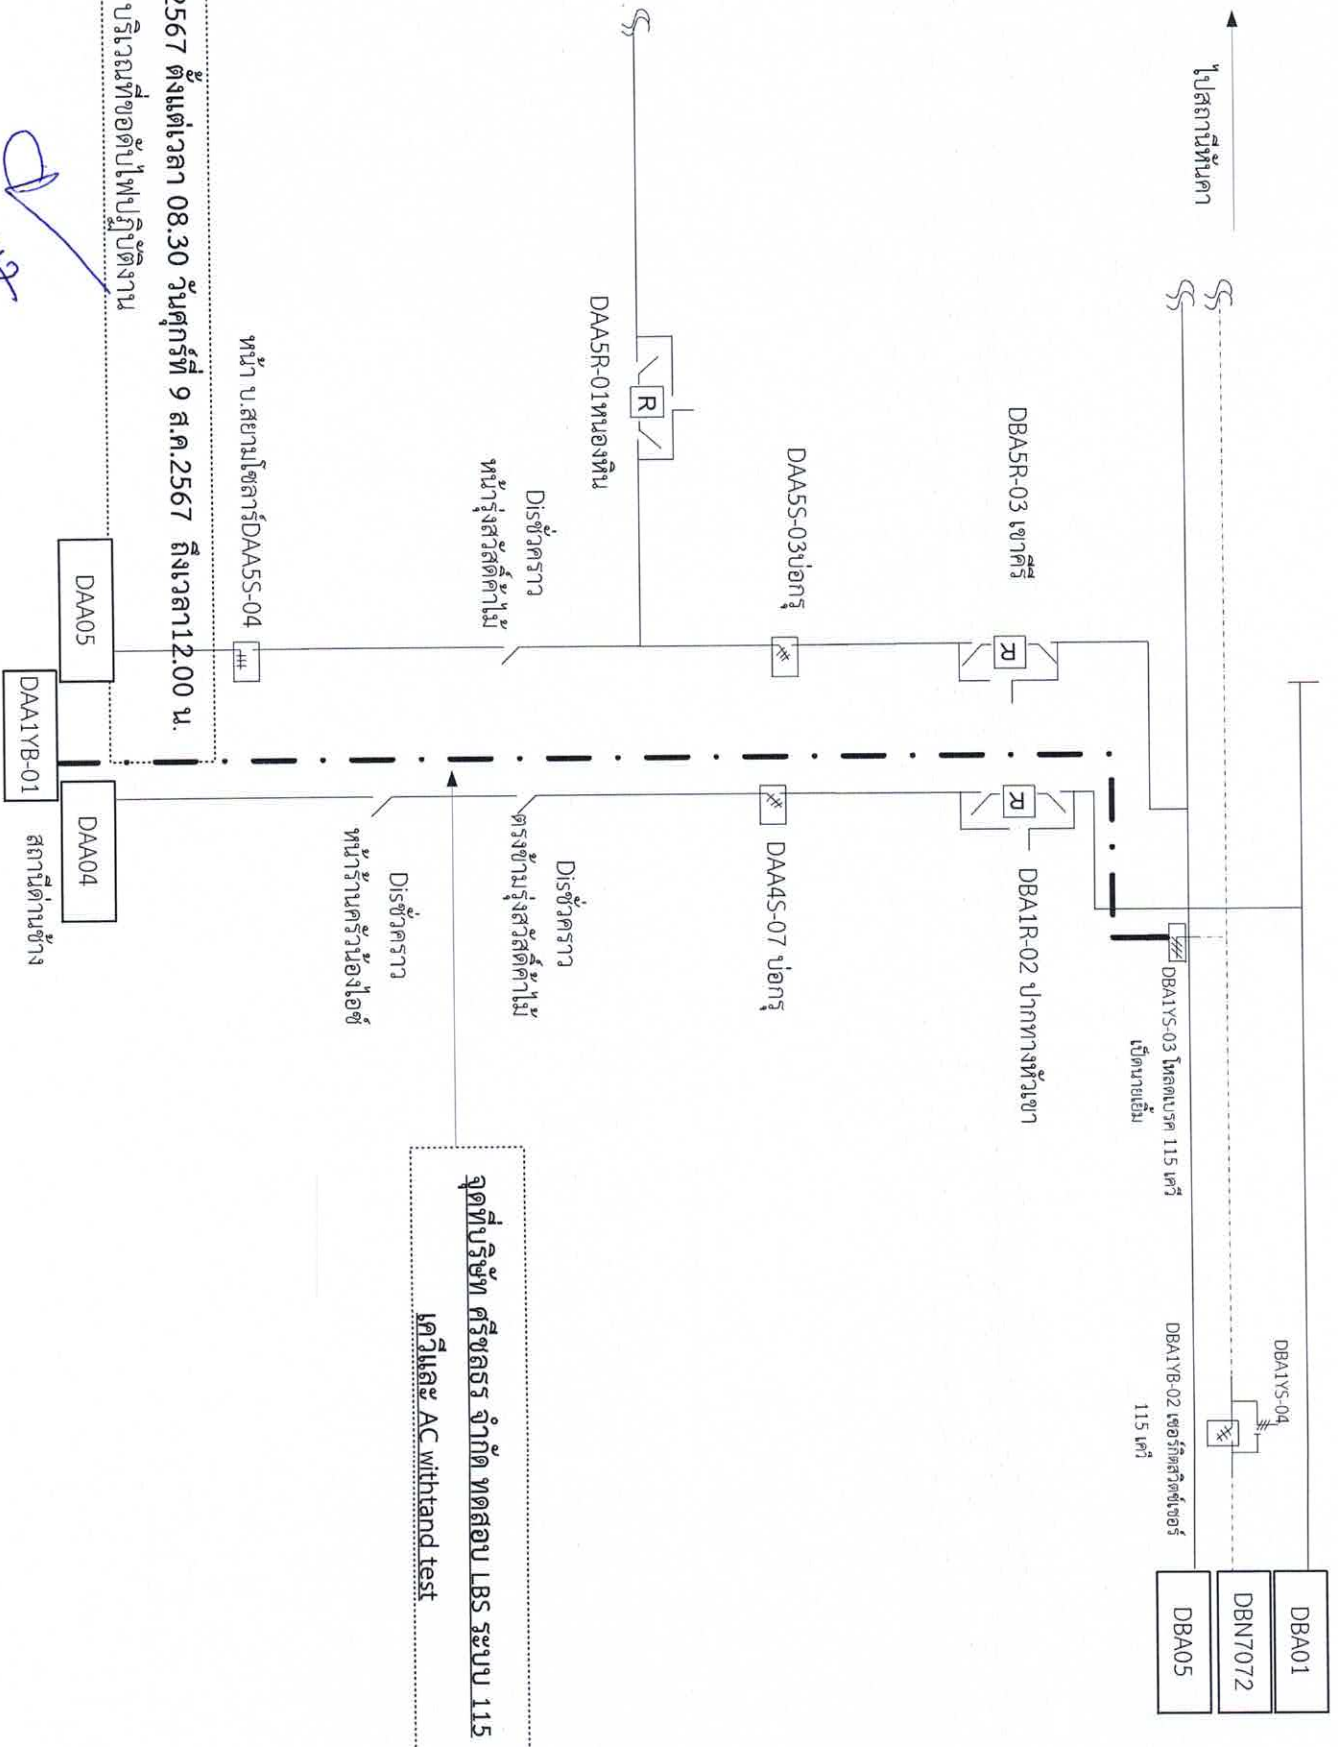 ไปสถานีหันคา
DBA1YS-04
DBA01
DBN7072
DBA05
DBA1YB-02 เซอร์กิตสวิตช์เชอร์
115 เควี
DBA1YS-03 โหลดเบรค 115 เควี
เป็ดนายเยิ้ม
DBA5R-03 เขาคีรี
R
DBA1R-02 ปากทางหัวเขา
R
DAA5S-03บ่อกรุ
DAA4S-07 บ่อกรุ
DAA5R-01หนองหิน
R
Disชั่วคราว
หน้ารุ่งสวัสดิ์ค้าไม้
Disชั่วคราว
ตรงข้ามรุ่งสวัสดิ์ค้าไม้
จุดที่บริษัท ศรีชลธร จำกัด ทดสอบ LBS ระบบ 115
เควีและ AC withtand test
Disชั่วคราว
หน้าร้านครัวน้องไอซ์
หน้า บ.สยามโซลาร์DAA5S-04
2567 ตั้งแต่เวลา 08.30 วันศุกร์ที่ 9 ส.ค.2567 ถึงเวลา12.00 น.
บริเวณที่ขอดับไฟปฏิบัติงาน
DAA05
DAA04
DAA1YB-01
สถานีด่านช้าง